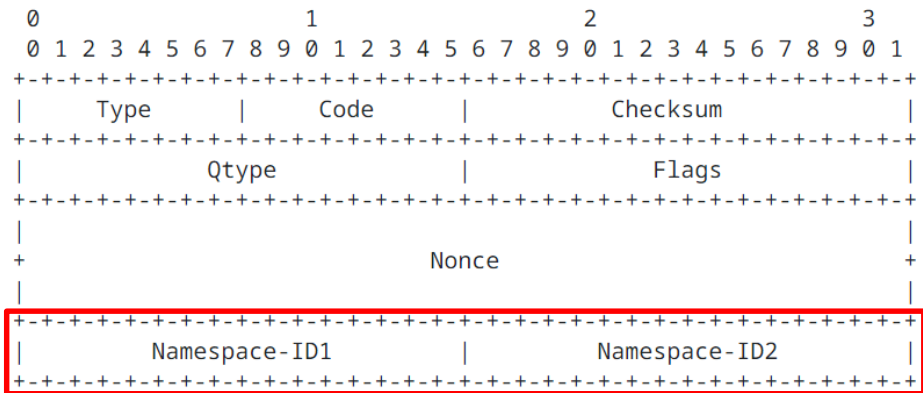 0                   1                   2                   3
 0 1 2 3 4 5 6 7 8 9 0 1 2 3 4 5 6 7 8 9 0 1 2 3 4 5 6 7 8 9 0 1
+-+-+-+-+-+-+-+-+-+-+-+-+-+-+-+-+-+-+-+-+-+-+-+-+-+-+-+-+-+-+-+-+
|     Type      |     Code      |          Checksum             |
+-+-+-+-+-+-+-+-+-+-+-+-+-+-+-+-+-+-+-+-+-+-+-+-+-+-+-+-+-+-+-+-+
|             Qtype             |             Flags             |
+-+-+-+-+-+-+-+-+-+-+-+-+-+-+-+-+-+-+-+-+-+-+-+-+-+-+-+-+-+-+-+-+
|                                                               |
+                             Nonce                             +
|                                                               |
+-+-+-+-+-+-+-+-+-+-+-+-+-+-+-+-+-+-+-+-+-+-+-+-+-+-+-+-+-+-+-+-+
|         Namespace-ID1         |         Namespace-ID2         |
+-+-+-+-+-+-+-+-+-+-+-+-+-+-+-+-+-+-+-+-+-+-+-+-+-+-+-+-+-+-+-+-+